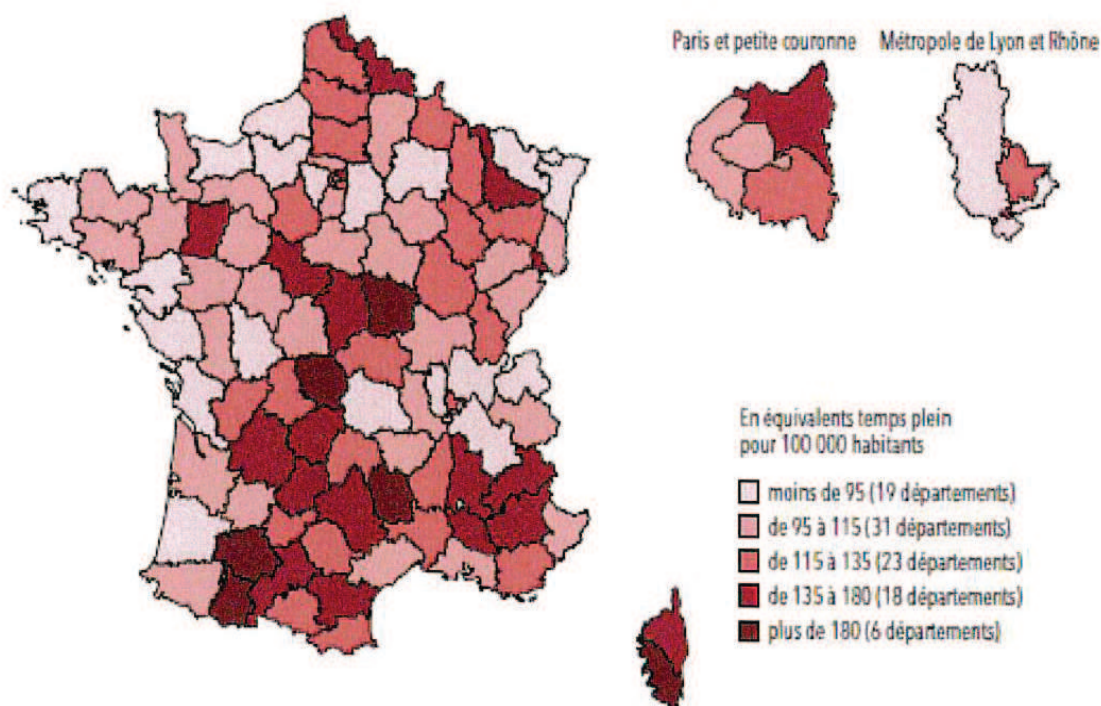 Paris et petite couronne
Métropole de Lyon et Rhône
En équivalents temps plein
pour 100 000 habitants
moins de 95 (19 départements)
de 95 à 115 (31 départements)
de 115 à 135 (23 départements)
de 135 à 180 (18 départements)
plus de 180 (6 départements)